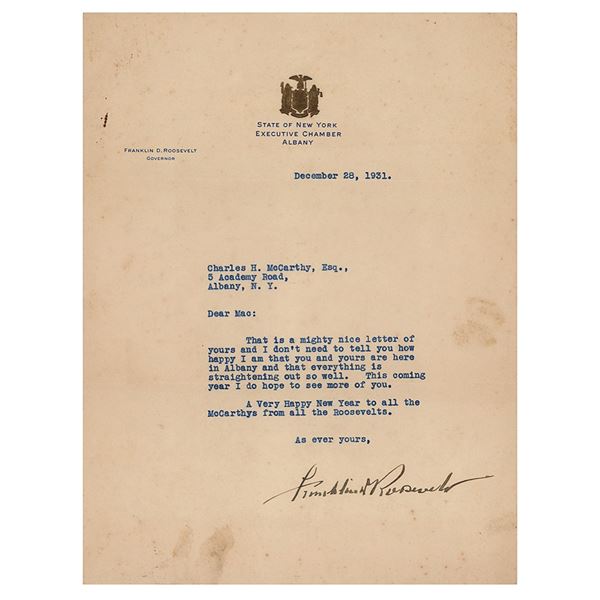 STATE OF NEW YORK
EXECUTIVE CHAMBER
ALBANY
FRANKLIN D. ROOSEVELT
GOVERNOR
December 28, 1931.
Charles H. McCarthy, Esq.,
5 Academy Road,
Albany, N. Y.
Dear Mac:
That is a mighty nice letter of
yours and I don't need to tell you how
happy I am that you and yours are here
in Albany and that everything is
straightening out so well. This coming
year I do hope to see more of you.
A Very Happy New Year to all the
McCarthys from all the Roosevelts.
As ever yours,
Franklin D Roosevelt